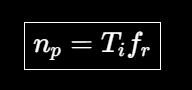 n_p = T_i f_r